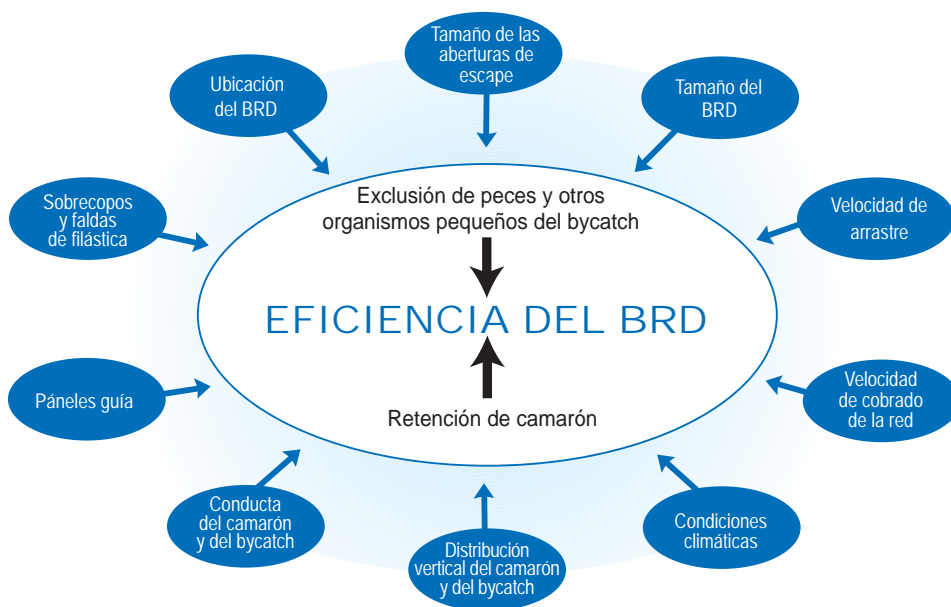 Tamaño de las
aberturas de
escape
Ubicación
del BRD
Tamaño del
BRD
Sobrecopos
y faldas
de filástica
Velocidad de
arrastre
Exclusión de peces y otros
organismos pequeños del bycatch
EFICIENCIA DEL BRD
Retención de camarón
Páneles guía
Velocidad
de cobrado
de la red
Conducta
del camarón
y del bycatch
Distribución
vertical del camarón
y del bycatch
Condiciones
climáticas